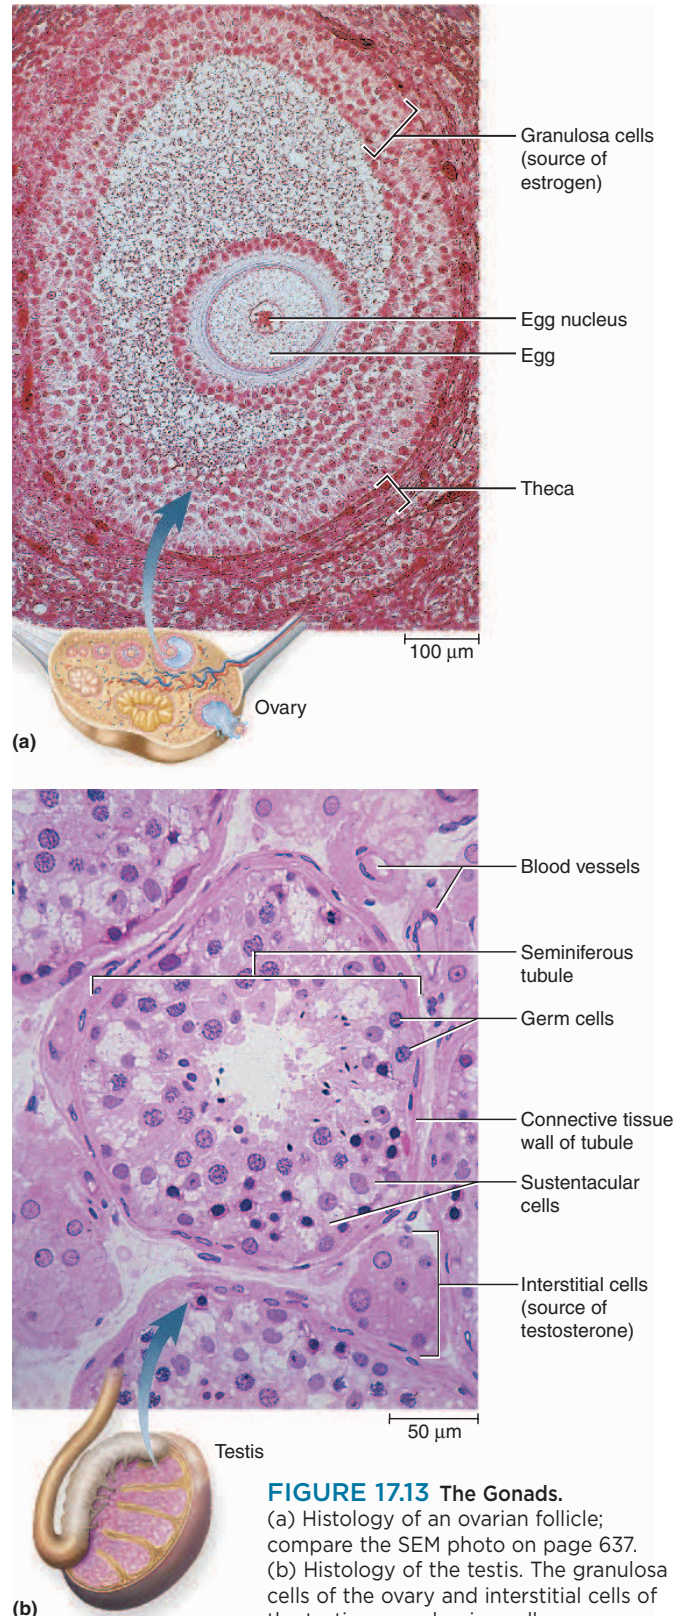 Granulosa cells
(source of
estrogen)
Egg nucleus
Egg
Theca
100 μm
Ovary
(a)
Blood vessels
Seminiferous
tubule
Germ cells
Connective tissue
wall of tubule
Sustentacular
cells
Interstitial cells
(source of
testosterone)
50 μm
Testis
FIGURE 17.13 The Gonads.
(a) Histology of an ovarian follicle;
compare the SEM photo on page 637.
(b) Histology of the testis. The granulosa
cells of the ovary and interstitial cells of
(b)